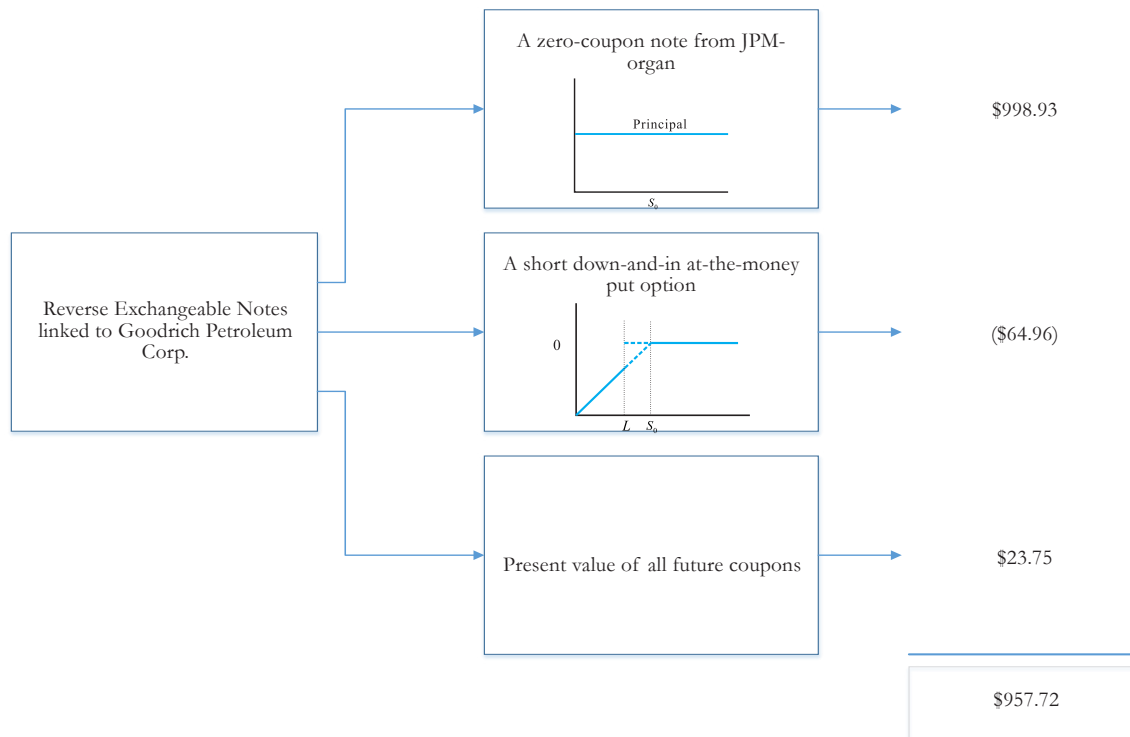 A zero-coupon note from JPM-
organ
Principal
S₀
$998.93
Reverse Exchangeable Notes
linked to Goodrich Petroleum
Corp.
A short down-and-in at-the-money
put option
0
L S₀
($64.96)
Present value of all future coupons
$23.75
$957.72